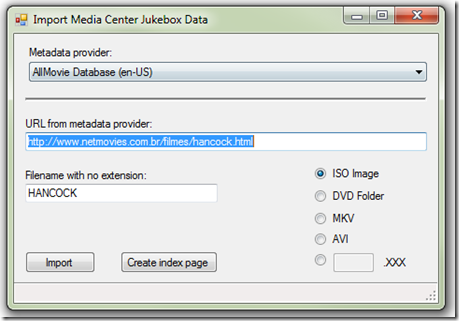 Import Media Center Jukebox Data
Metadata provider:
AllMovie Database (en-US)
URL from metadata provider:
http://www.netmovies.com.br/filmes/hancock.html
Filename with no extension:
HANCOCK
ISO Image
DVD Folder
MKV
AVI
.XXX
Import
Create index page